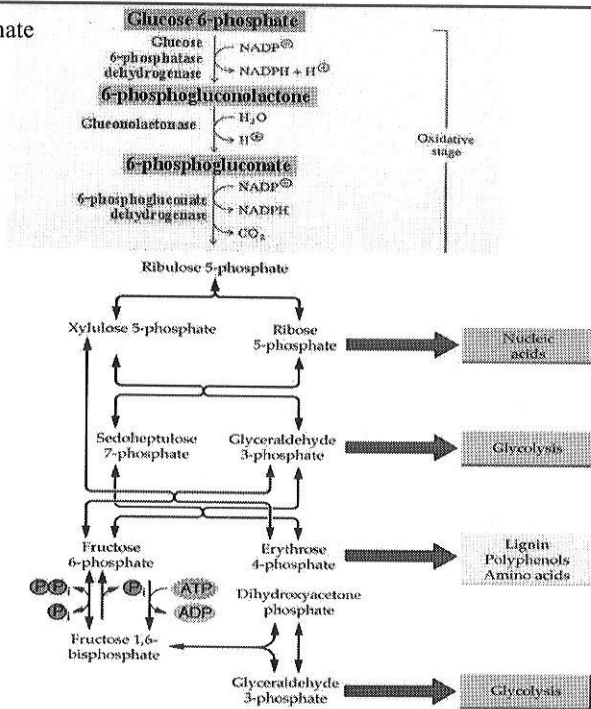 nate
Glucose 6-phosphate
Glucose
6-phosphatase
dehydrogenase
NADP⊕
NADPH + H⊕
6-phosphogluconolactone
Gluconolactonase
H₂O
H⊕
Oxidative
stage
6-phosphogluconate
6-phosphogluconate
dehydrogenase
NADP⊕
NADPH
CO₂
Ribulose 5-phosphate
Xylulose 5-phosphate
Ribose
5-phosphate
Nucleic
acids
Sedoheptulose
7-phosphate
Glyceraldehyde
3-phosphate
Glycolysis
Fructose
6-phosphate
Erythrose
4-phosphate
Lignin
Polyphenols
Amino acids
PPi
Pi
Pi
ATP
ADP
Dihydroxyacetone
phosphate
Fructose 1,6-
bisphosphate
Glyceraldehyde
3-phosphate
Glycolysis